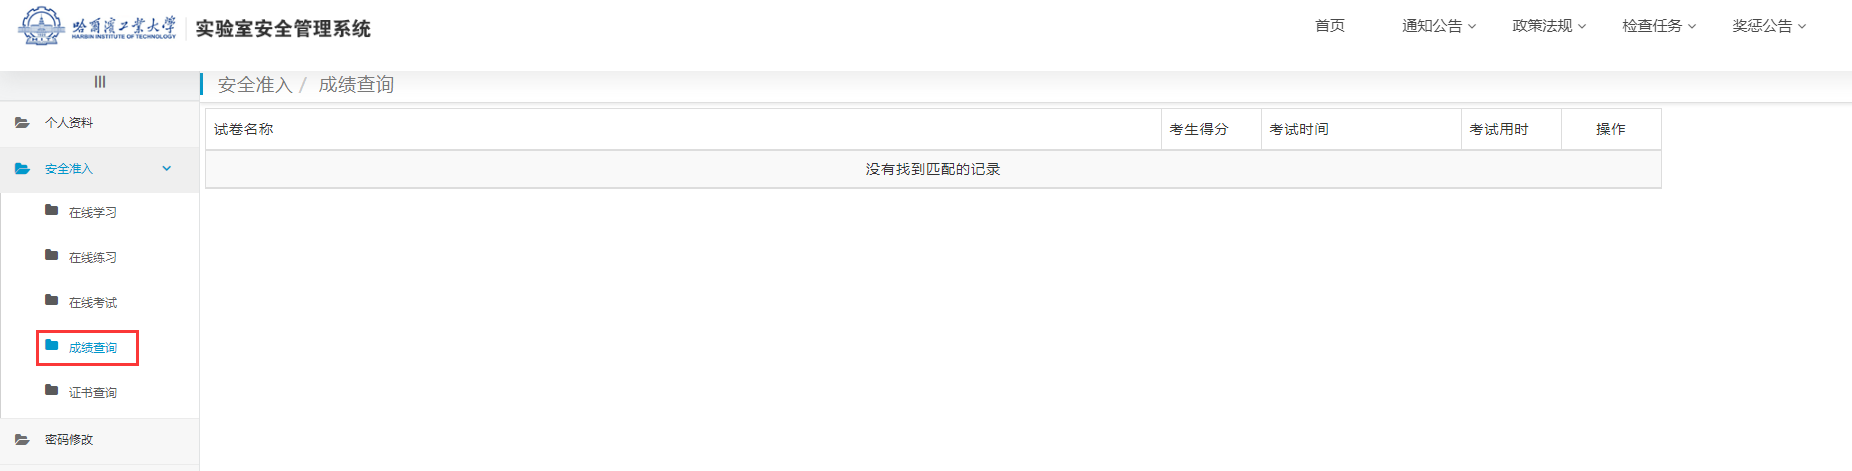 哈尔滨工业大学
HARBIN INSTITUTE OF TECHNOLOGY
实验室安全管理系统
首页 通知公告 政策法规 检查任务 奖惩公告
安全准入 / 成绩查询
个人资料
安全准入
在线学习
在线练习
在线考试
成绩查询
证书查询
密码修改
试卷名称 考生得分 考试时间 考试用时 操作
没有找到匹配的记录